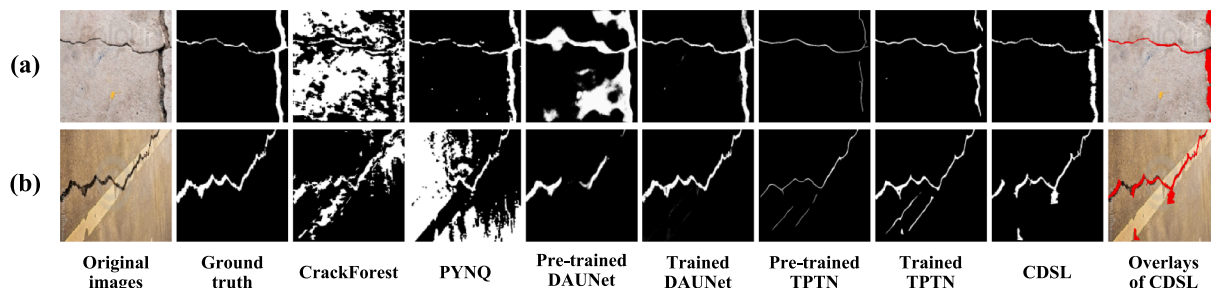 (a)
(b)
Original images
Ground truth
CrackForest
PYNQ
Pre-trained DAUNet
Trained DAUNet
Pre-trained TPTN
Trained TPTN
CDSL
Overlays of CDSL